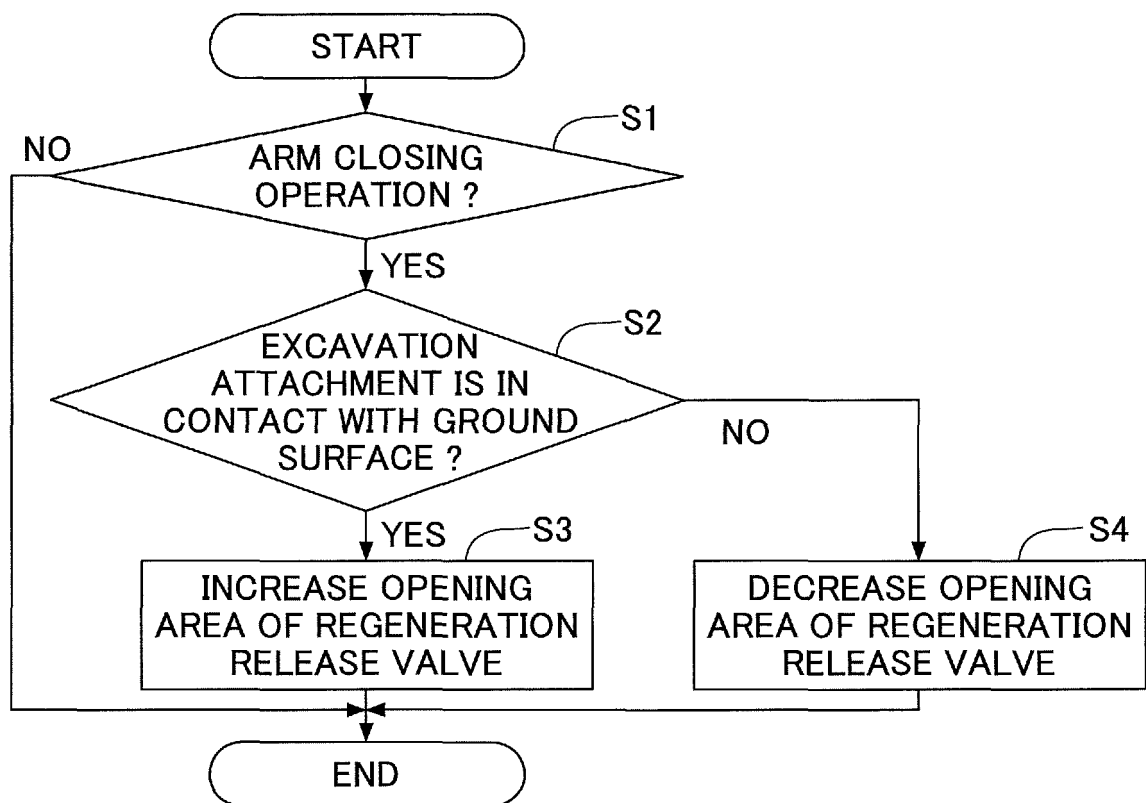 START
S1
NO
ARM CLOSING
OPERATION ?
YES
S2
EXCAVATION
ATTACHMENT IS IN
CONTACT WITH GROUND
SURFACE ?
NO
YES
S3
S4
INCREASE OPENING
AREA OF REGENERATION
RELEASE VALVE
DECREASE OPENING
AREA OF REGENERATION
RELEASE VALVE
END